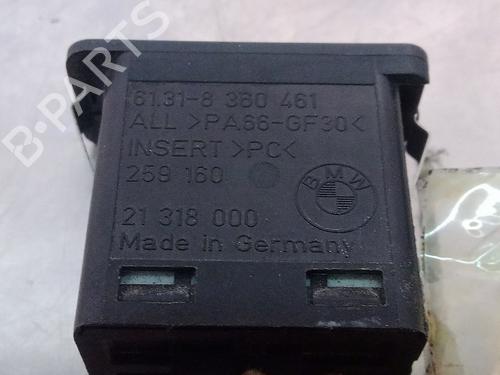 B-PARTS
61.31-8 380 461
ALL >PA66-GF30<
INSERT >PC<
259 160
BMW
21 318 000
Made in Germany